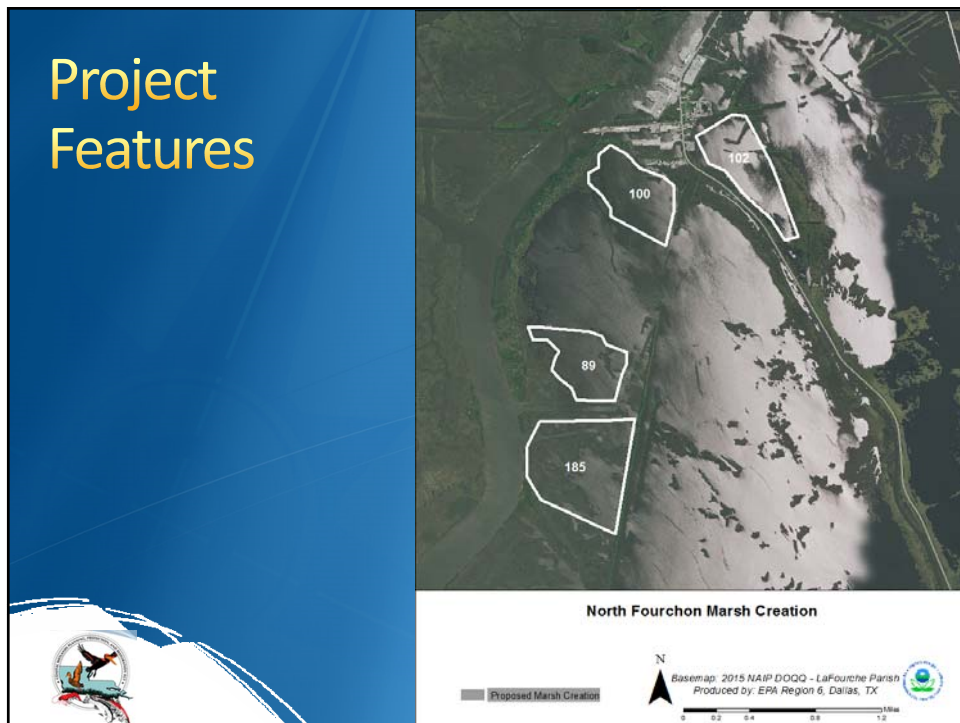 Project
Features
102
100
89
185
North Fourchon Marsh Creation
N
Basemap: 2015 NAIP DOQQ - LaFourche Parish
Produced by: EPA Region 6, Dallas, TX
Proposed Marsh Creation
Miles
0 0.2 0.4 0.8 1.2